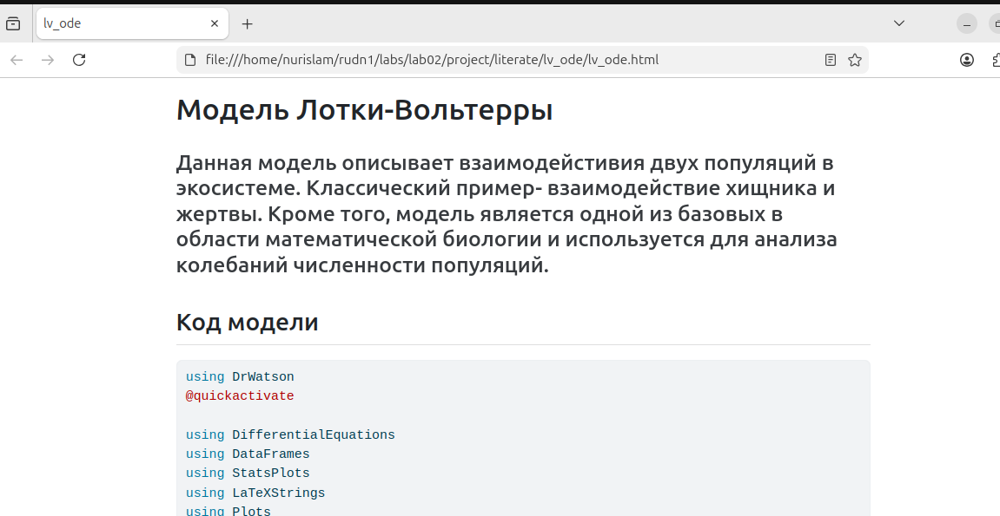 lv_ode
file:///home/nurislam/rudn1/labs/lab02/project/literate/lv_ode/lv_ode.html
Модель Лотки-Вольтерры
Данная модель описывает взаимодейстивия двух популяций в
экосистеме. Классический пример- взаимодействие хищника и
жертвы. Кроме того, модель является одной из базовых в
области математической биологии и используется для анализа
колебаний численности популяций.
Код модели
using DrWatson
@quickactivate
using DifferentialEquations
using DataFrames
using StatsPlots
using LaTeXStrings
using Plots